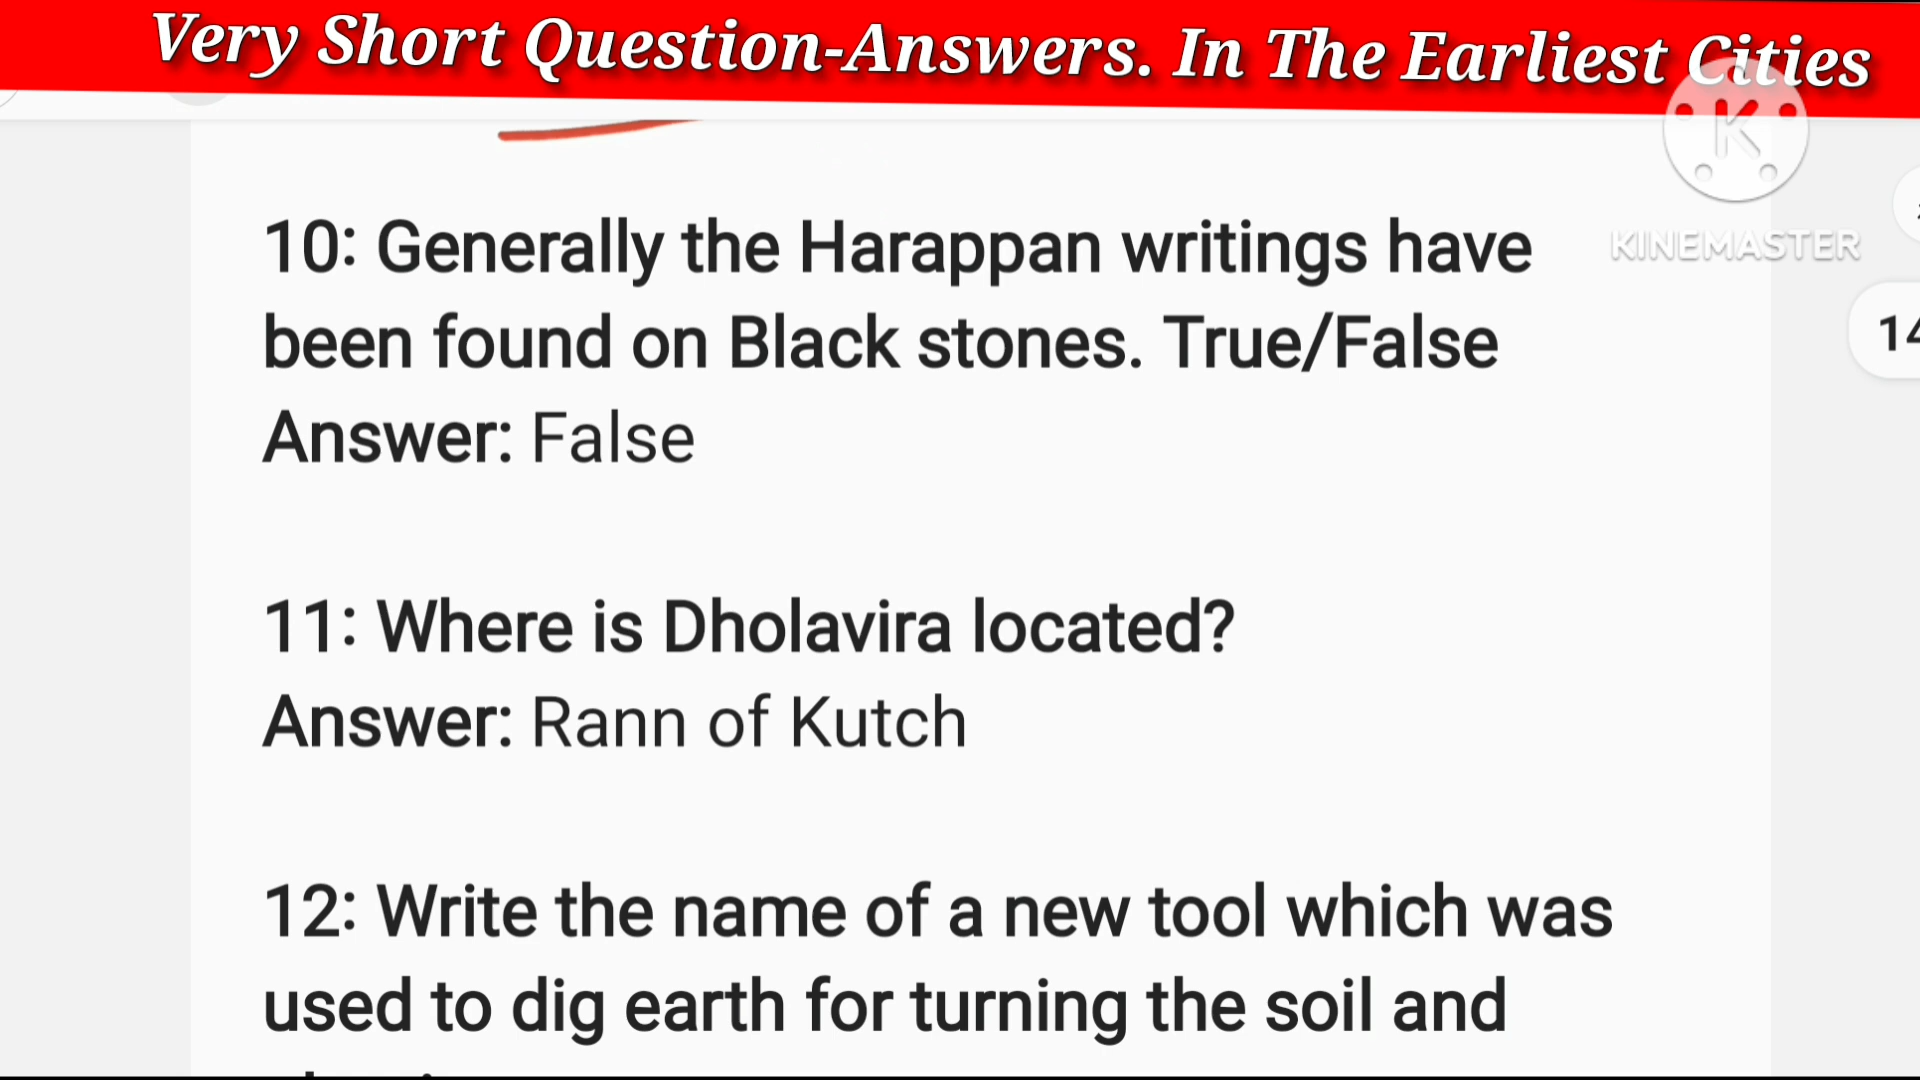 Very Short Question-Answers. In The Earliest Cities
KINEMASTER
10: Generally the Harappan writings have
been found on Black stones. True/False
Answer: False
11: Where is Dholavira located?
Answer: Rann of Kutch
12: Write the name of a new tool which was
used to dig earth for turning the soil and